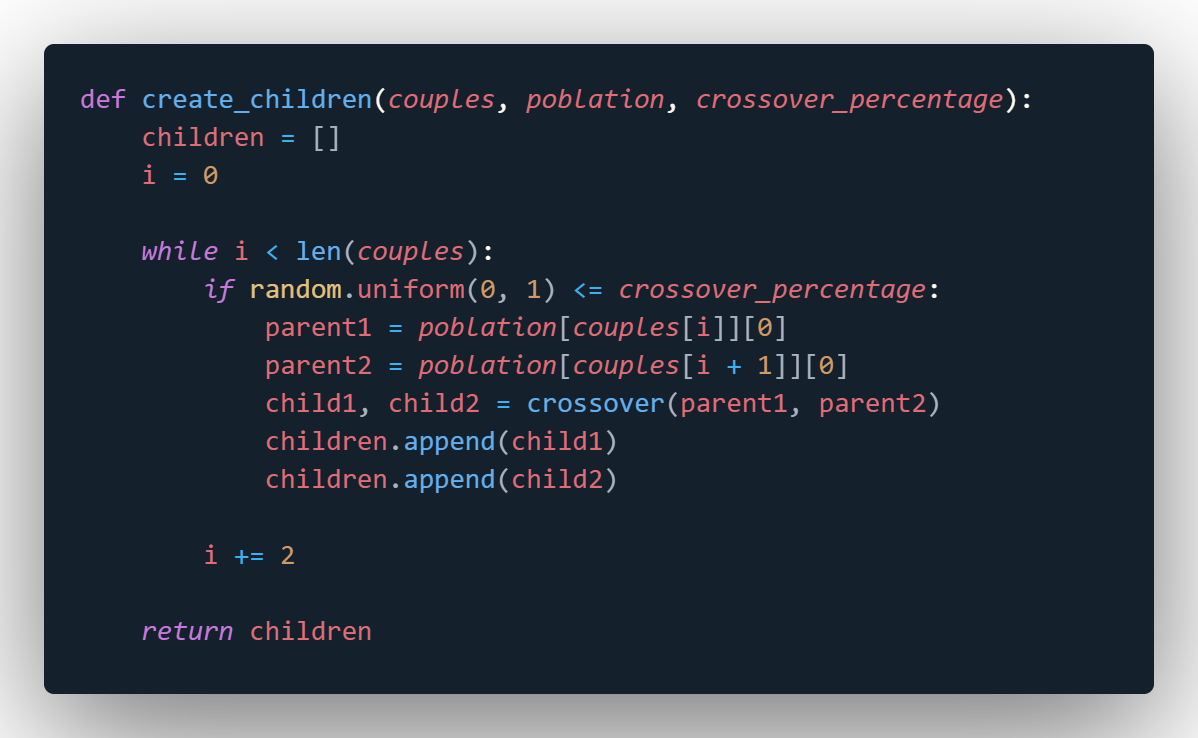 def create_children(couples, poblation, crossover_percentage):
    children = []
    i = 0

    while i < len(couples):
        if random.uniform(0, 1) <= crossover_percentage:
            parent1 = poblation[couples[i]][0]
            parent2 = poblation[couples[i + 1]][0]
            child1, child2 = crossover(parent1, parent2)
            children.append(child1)
            children.append(child2)

        i += 2

    return children